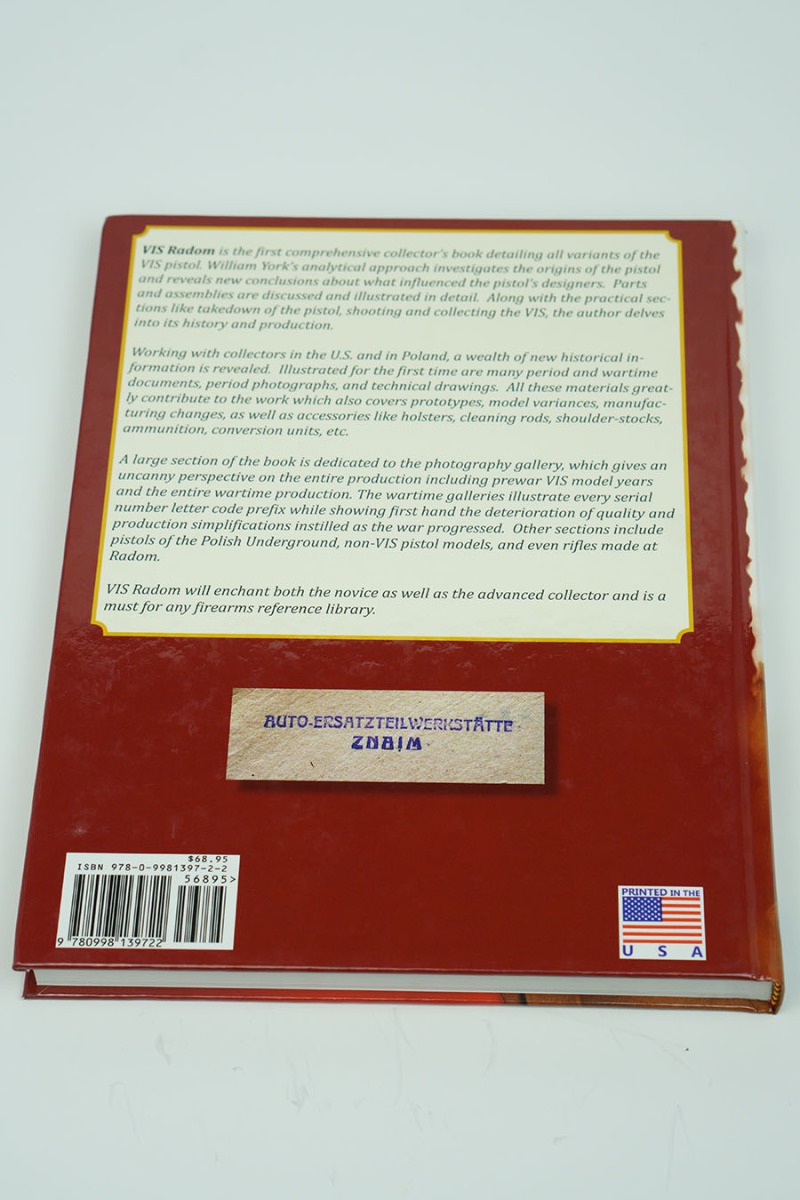 VIS Radom is the first comprehensive collector's book detailing all variants of the
VIS pistol. William York's analytical approach investigates the origins of the pistol
and reveals new conclusions about what influenced the pistol's designers. Parts
and assemblies are discussed and illustrated in detail. Along with the practical sec-
tions like takedown of the pistol, shooting and collecting the VIS, the author delves
into its history and production.
Working with collectors in the U.S. and in Poland, a wealth of new historical in-
formation is revealed. Illustrated for the first time are many period and wartime
documents, period photographs, and technical drawings. All these materials great-
ly contribute to the work which also covers prototypes, model variances, manufac-
turing changes, as well as accessories like holsters, cleaning rods, shoulder-stocks,
ammunition, conversion units, etc.
A large section of the book is dedicated to the photography gallery, which gives an
uncanny perspective on the entire production including prewar VIS model years
and the entire wartime production. The wartime galleries illustrate every serial
number letter code prefix while showing first hand the deterioration of quality and
production simplifications instilled as the war progressed. Other sections include
pistols of the Polish Underground, non-VIS pistol models, and even rifles made at
Radom.
VIS Radom will enchant both the novice as well as the advanced collector and is a
must for any firearms reference library.
AUTO-ERSATZTEILWERKSTÄTTE
ZNAIM
$68.95
ISBN 978-0-9981397-2-2
56895>
9 780998 139722
PRINTED IN THE
U S A